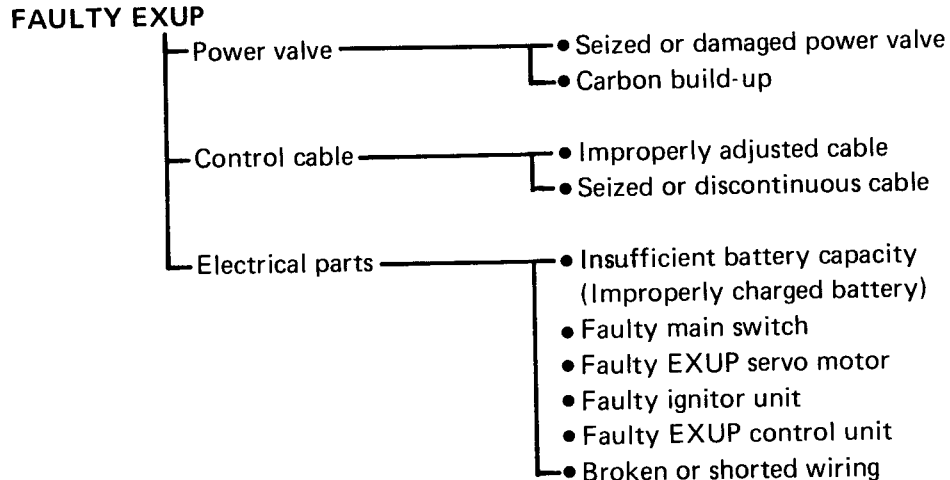 FAULTY EXUP
Power valve
• Seized or damaged power valve
• Carbon build-up
Control cable
• Improperly adjusted cable
• Seized or discontinuous cable
Electrical parts
• Insufficient battery capacity
(Improperly charged battery)
• Faulty main switch
• Faulty EXUP servo motor
• Faulty ignitor unit
• Faulty EXUP control unit
• Broken or shorted wiring